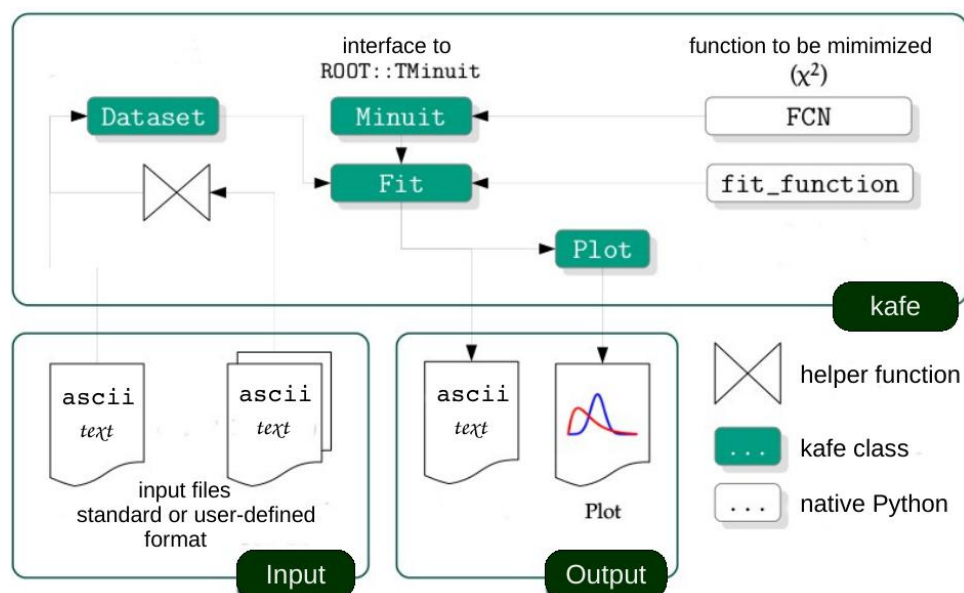 interface to
ROOT::TMinuit
function to be mimimized
(χ²)
Dataset
Minuit
FCN
Fit
fit_function
Plot
kafe
ascii
text
ascii
text
input files
standard or user-defined
format
Input
ascii
text
Plot
Output
helper function
...
kafe class
...
native Python